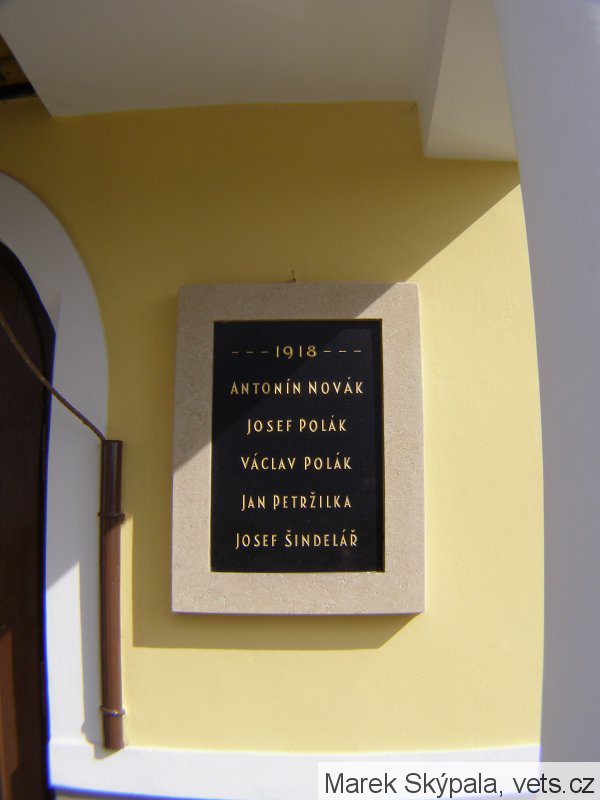 ---1918---
ANTONÍN NOVÁK
JOSEF POLÁK
VÁCLAV POLÁK
JAN PETRŽILKA
JOSEF ŠINDELÁŘ
Marek Skýpala, vets.cz